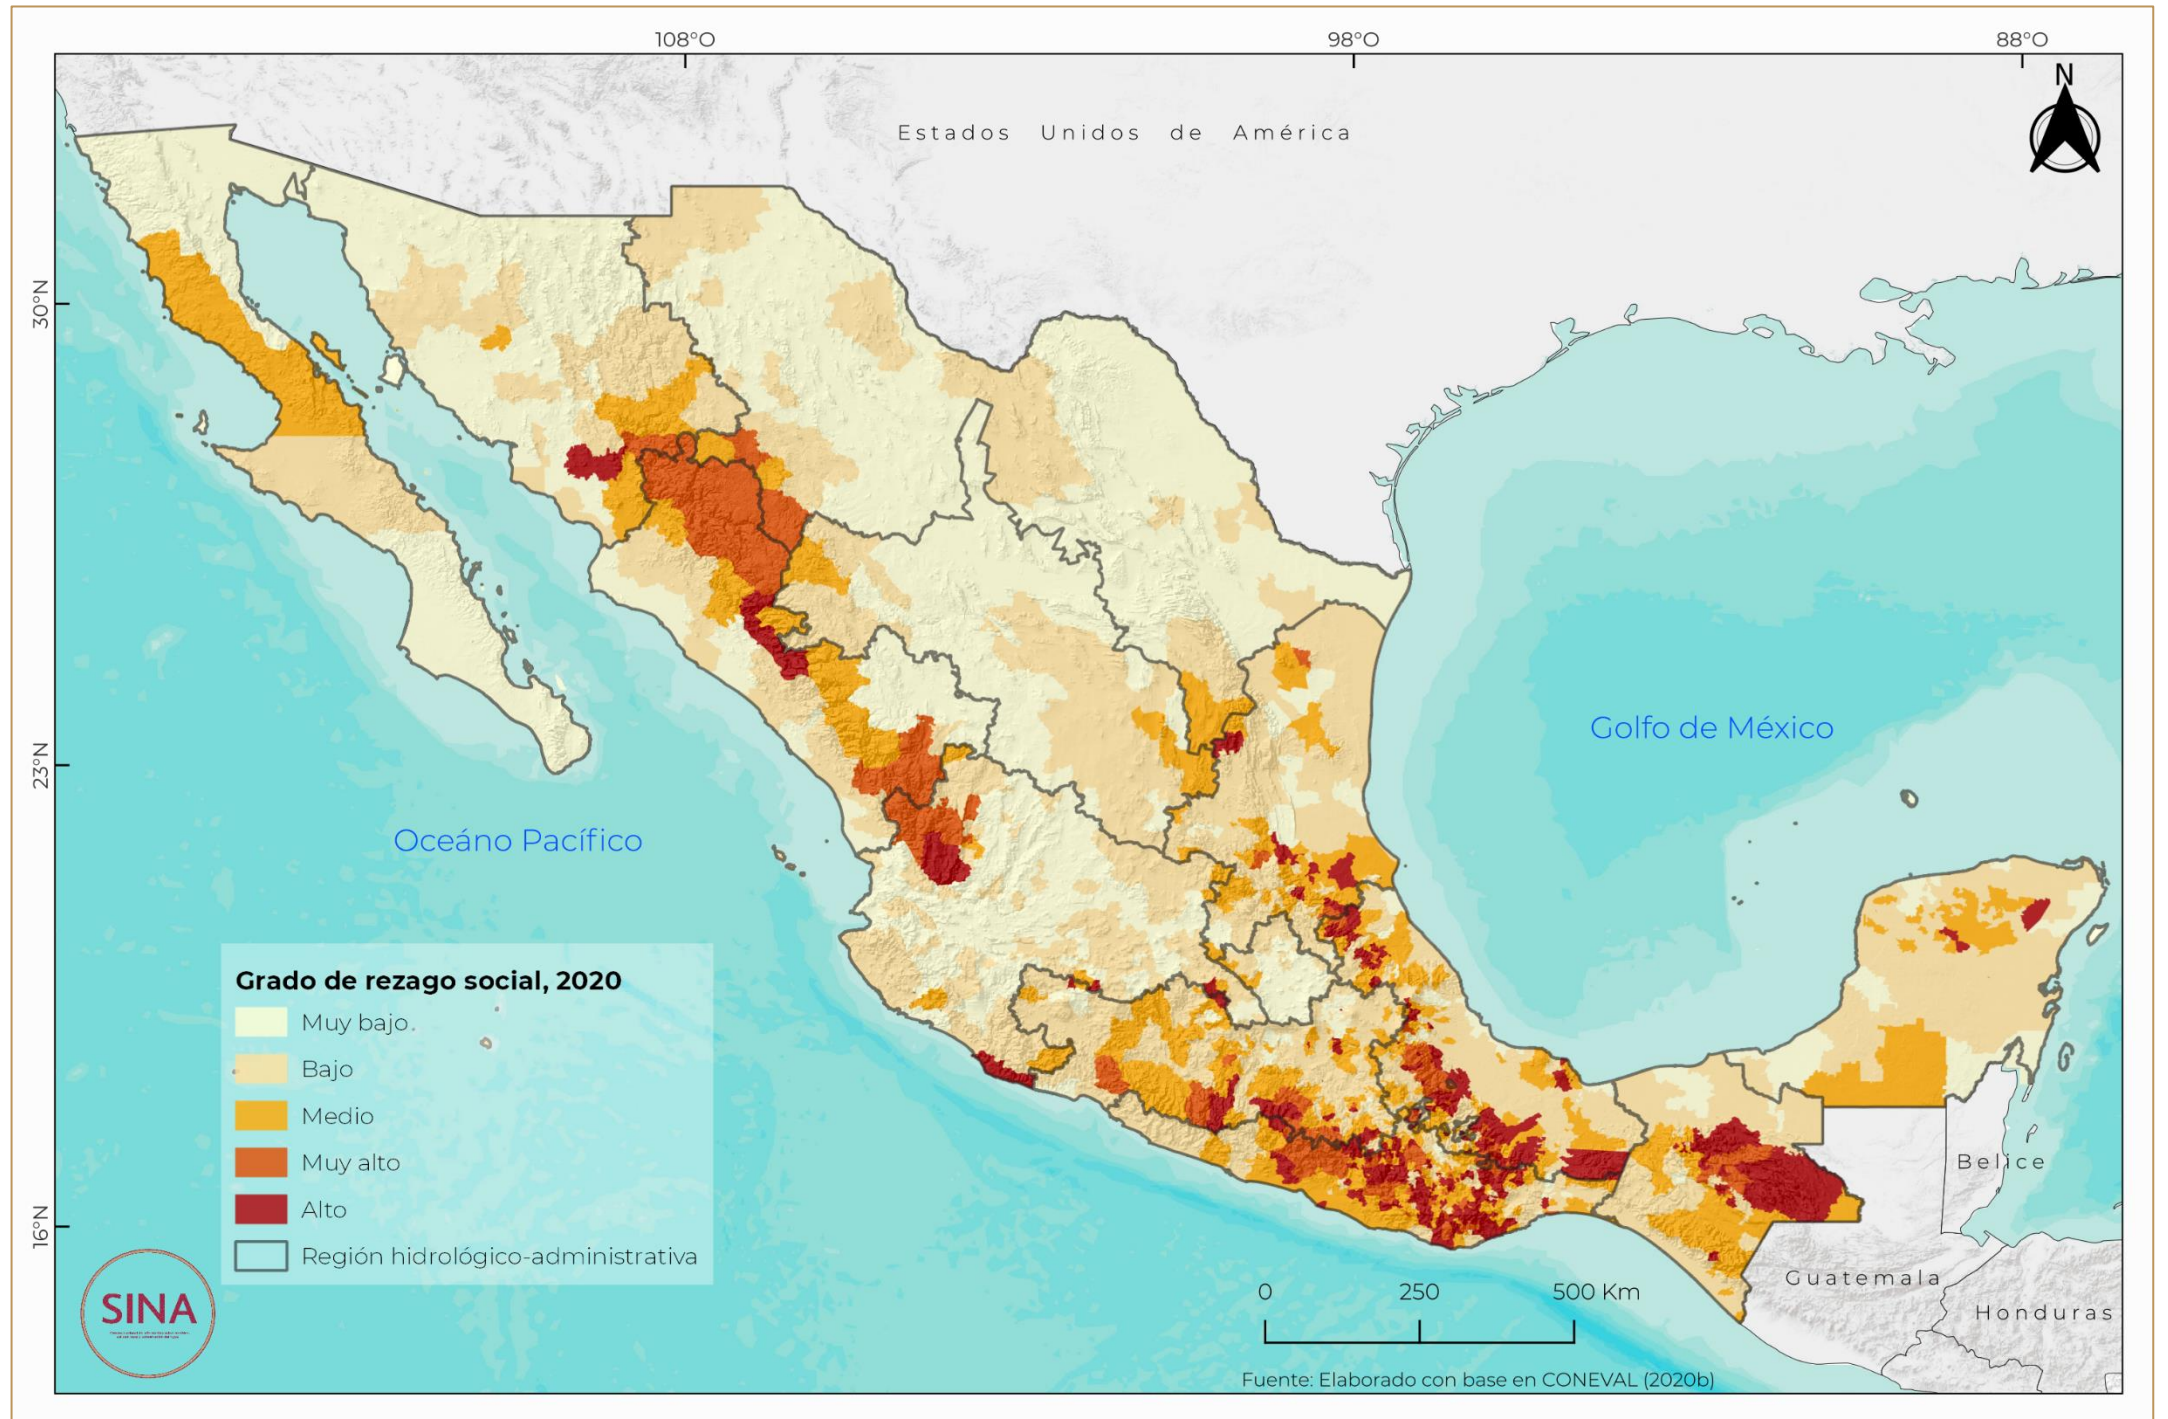 108°O
98°O
88°O
N
Estados Unidos de América
30°N
23°N
16°N
Golfo de México
Oceáno Pacífico
Grado de rezago social, 2020
Muy bajo
Bajo
Medio
Muy alto
Alto
Región hidrológico-administrativa
Belice
Guatemala
Honduras
0 250 500 Km
SINA
Fuente: Elaborado con base en CONEVAL (2020b)